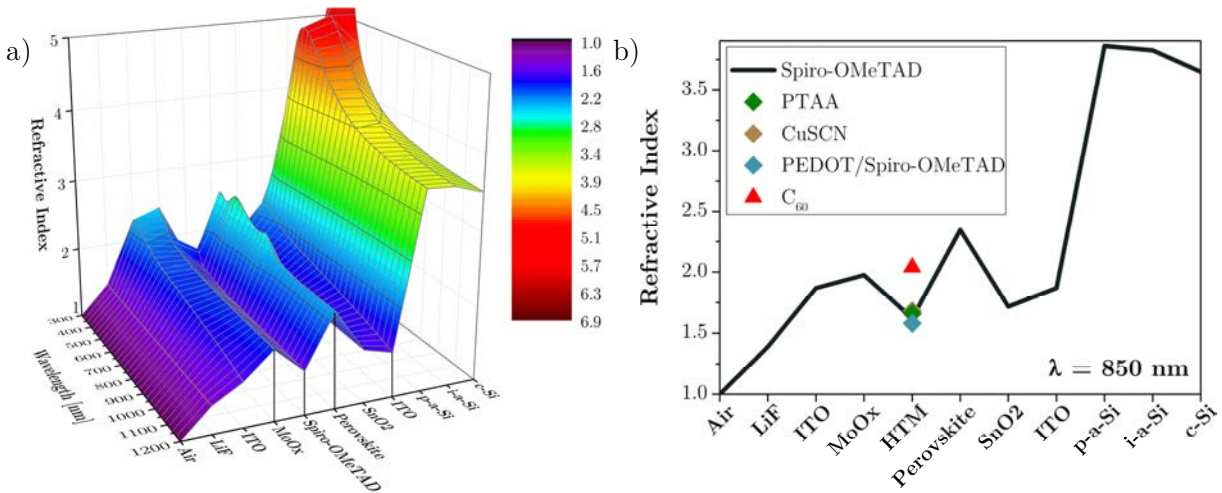 a)
5
4
3
2
1
Refractive Index
300
400
500
600
700
800
900
1000
1100
1200
Wavelength [nm]
Air
LiF
ITO
MoOx
Spiro-OMeTAD
Perovskite
SnO2
ITO
p-a-Si
i-a-Si
c-Si
1.0
1.6
2.2
2.8
3.4
3.9
4.5
5.1
5.7
6.3
6.9
b)
Refractive Index
3.5
3.0
2.5
2.0
1.5
1.0
Spiro-OMeTAD
PTAA
CuSCN
PEDOT/Spiro-OMeTAD
C₆₀
λ = 850 nm
Air
LiF
ITO
MoOx
HTM
Perovskite
SnO2
ITO
p-a-Si
i-a-Si
c-Si